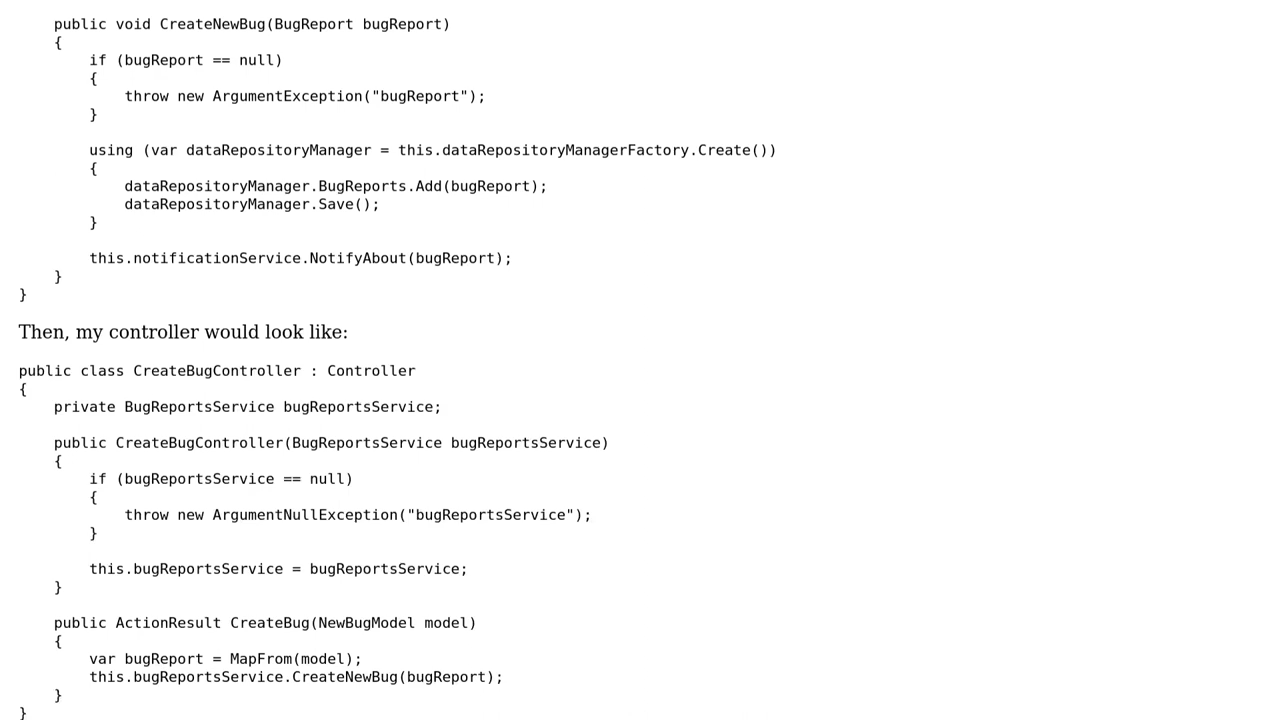 public void CreateNewBug(BugReport bugReport)
    {
        if (bugReport == null)
        {
            throw new ArgumentException("bugReport");
        }

        using (var dataRepositoryManager = this.dataRepositoryManagerFactory.Create())
        {
            dataRepositoryManager.BugReports.Add(bugReport);
            dataRepositoryManager.Save();
        }

        this.notificationService.NotifyAbout(bugReport);
    }
}
Then, my controller would look like:
public class CreateBugController : Controller
{
    private BugReportsService bugReportsService;

    public CreateBugController(BugReportsService bugReportsService)
    {
        if (bugReportsService == null)
        {
            throw new ArgumentNullException("bugReportsService");
        }

        this.bugReportsService = bugReportsService;
    }

    public ActionResult CreateBug(NewBugModel model)
    {
        var bugReport = MapFrom(model);
        this.bugReportsService.CreateNewBug(bugReport);
    }
}